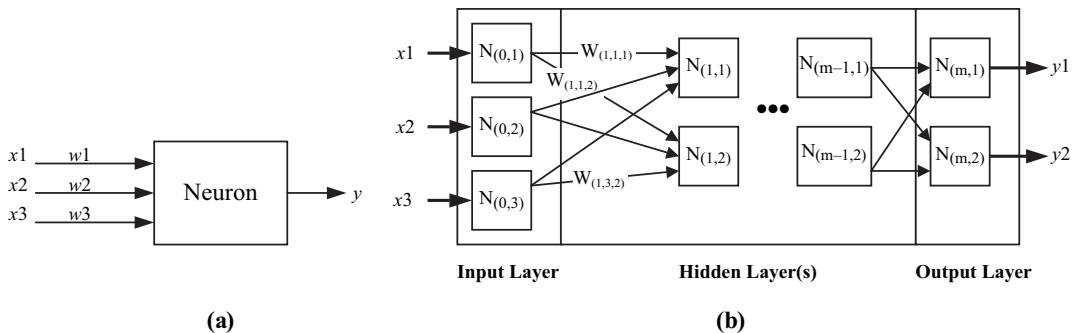 x1 w1
x2 w2
x3 w3
Neuron
y
(a)
x1
x2
x3
N(0,1)
N(0,2)
N(0,3)
W(1,1,1)
W(1,1,2)
W(1,3,2)
N(1,1)
N(1,2)
•••
N(m–1,1)
N(m–1,2)
N(m,1)
N(m,2)
y1
y2
Input Layer
Hidden Layer(s)
Output Layer
(b)